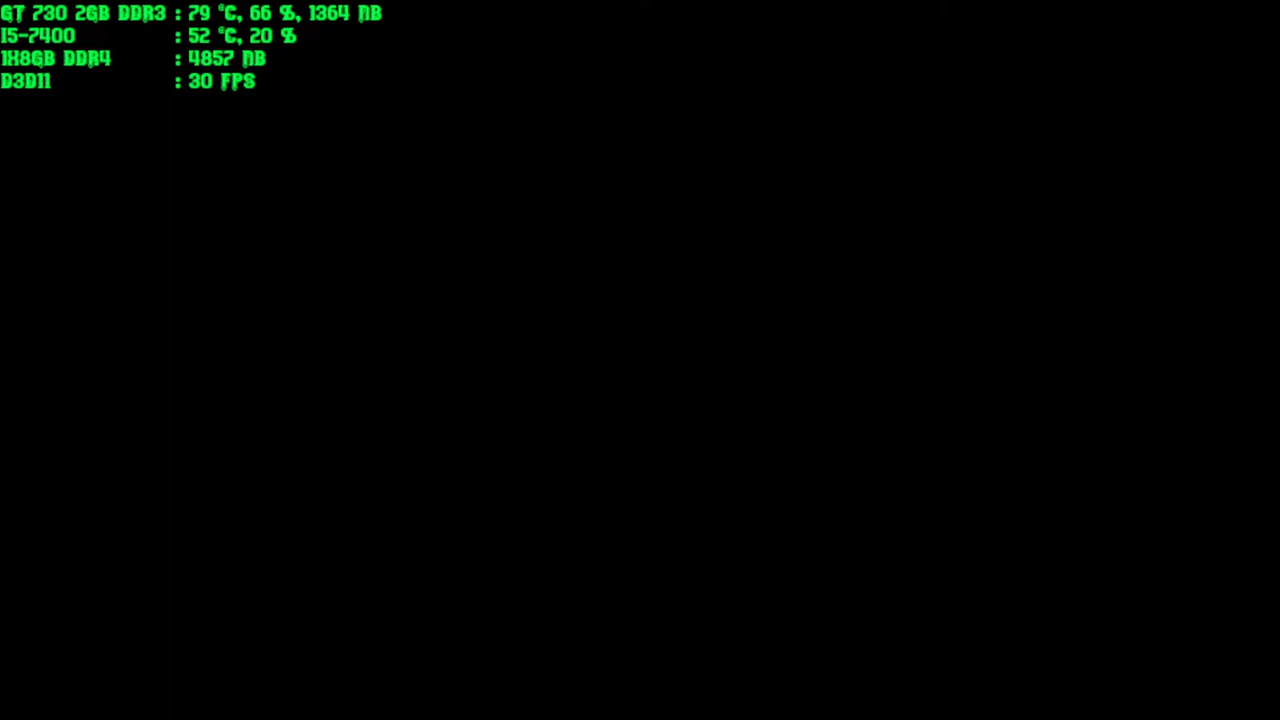 GT 730 2GB DDR3 : 79 °C, 66 %, 1364 MB
I5-7400 : 52 °C, 20 %
1X8GB DDR4 : 4857 MB
D3D11 : 30 FPS